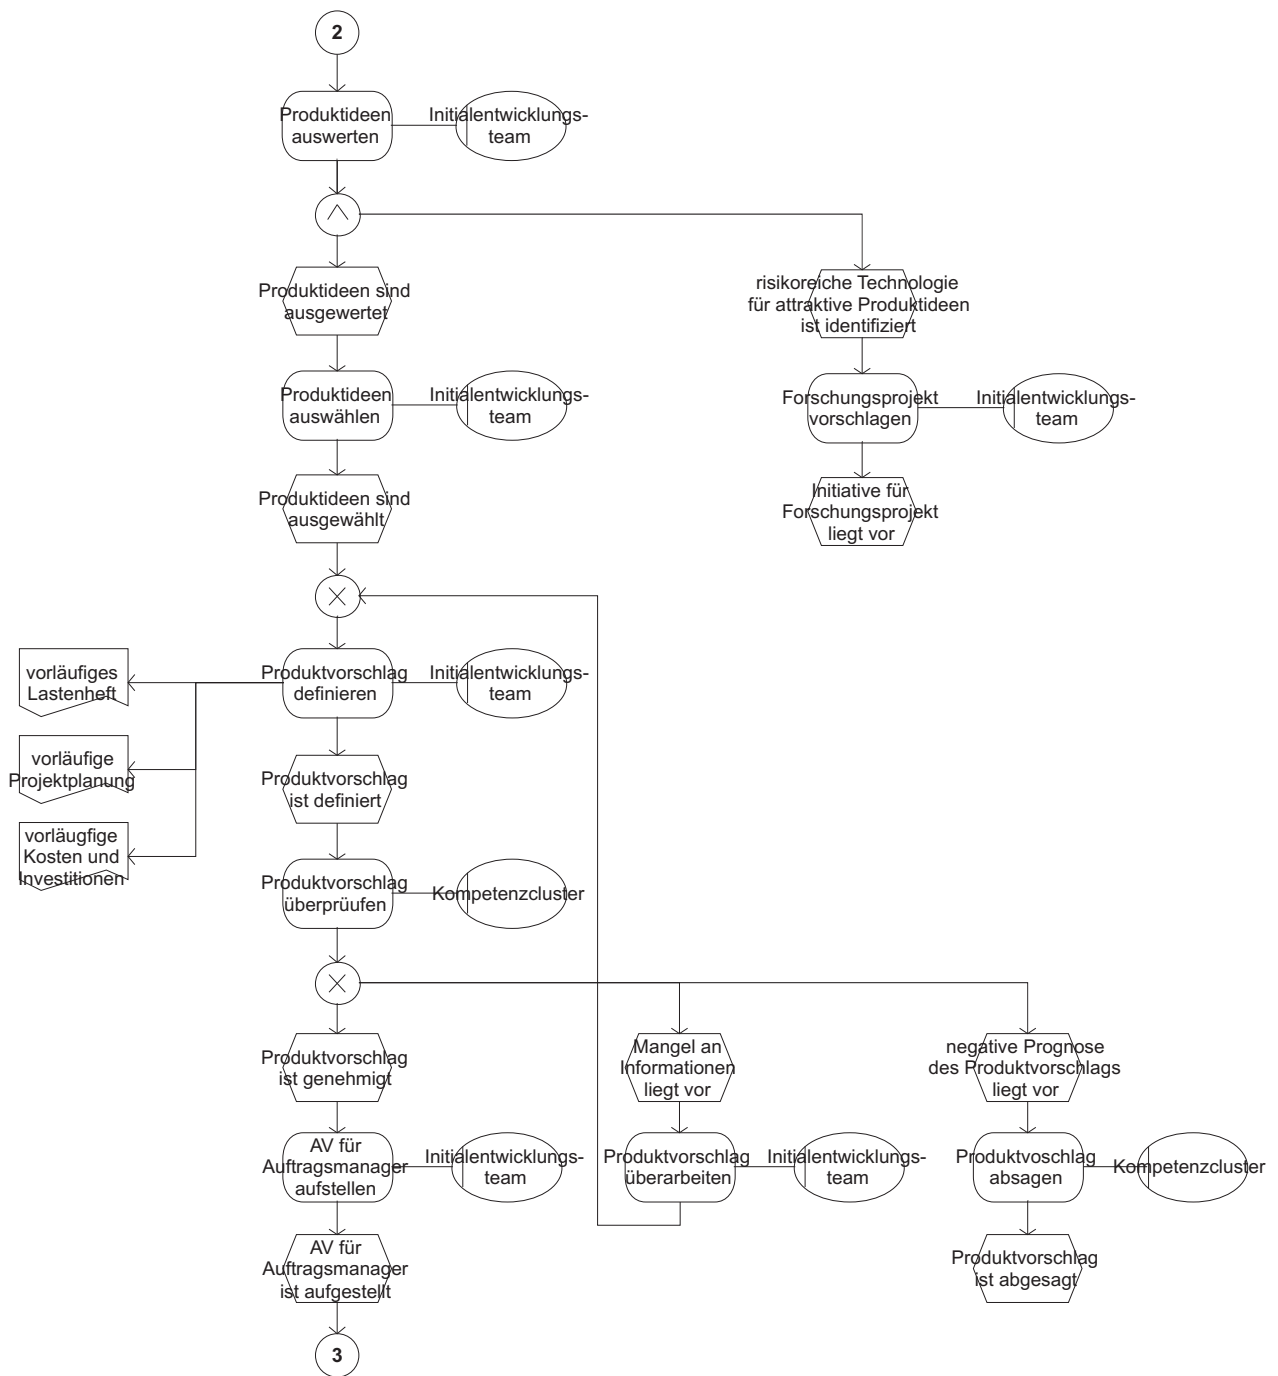 2
Produktideen
auswerten
Initialentwicklungs-
team
Produktideen sind
ausgewertet
risikoreiche Technologie
für attraktive Produktideen
ist identifiziert
Produktideen
auswählen
Initialentwicklungs-
team
Forschungsprojekt
vorschlagen
Initialentwicklungs-
team
Produktideen sind
ausgewählt
Initiative für
Forschungsprojekt
liegt vor
vorläufiges
Lastenheft
Produktvorschlag
definieren
Initialentwicklungs-
team
vorläufige
Projektplanung
Produktvorschlag
ist definiert
vorläugfige
Kosten und
Investitionen
Produktvorschlag
überprüufen
Kompetenzcluster
Produktvorschlag
ist genehmigt
Mangel an
Informationen
liegt vor
negative Prognose
des Produktvorschlags
liegt vor
AV für
Auftragsmanager
aufstellen
Initialentwicklungs-
team
Produktvorschlag
überarbeiten
Initialentwicklungs-
team
Produktvoschlag
absagen
Kompetenzcluster
AV für
Auftragsmanager
ist aufgestellt
Produktvorschlag
ist abgesagt
3